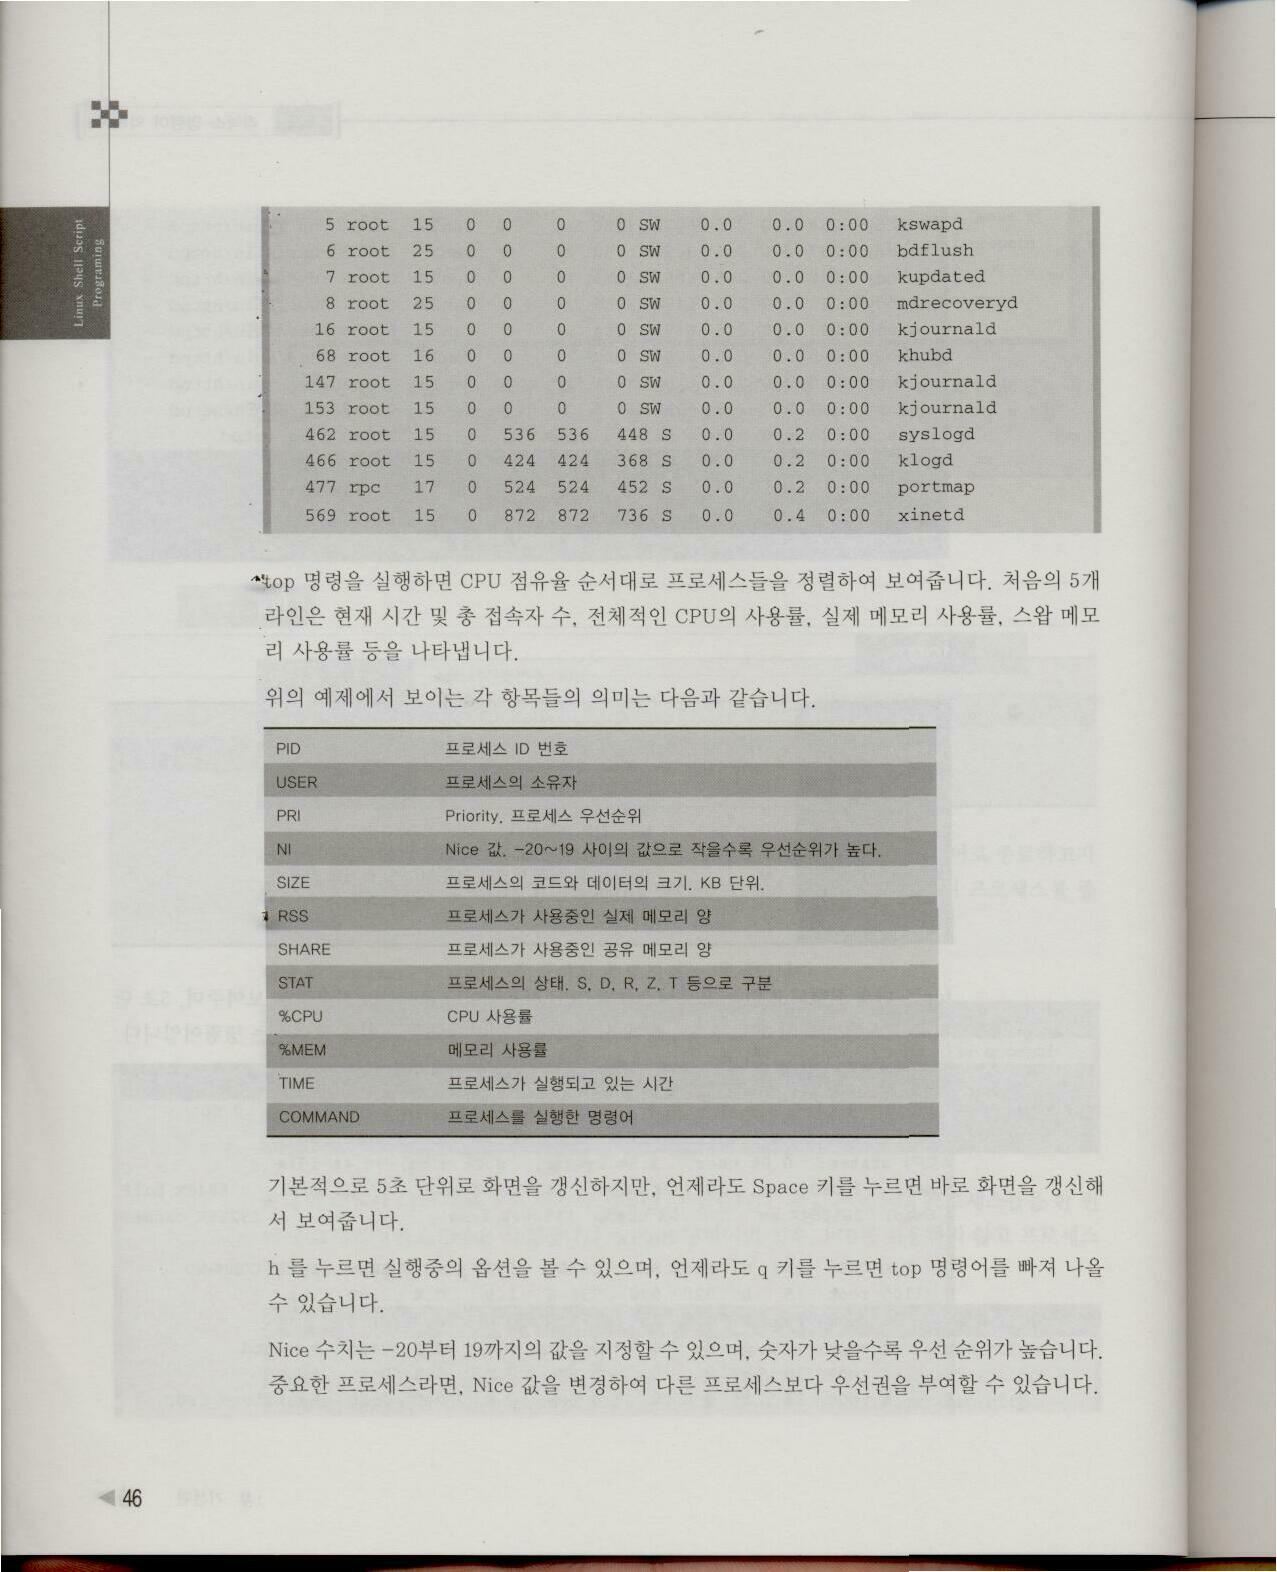 Linux Shell Script
Programing
5 root 15 0 0 0 0 SW 0.0 0.0 0:00 kswapd
6 root 25 0 0 0 0 SW 0.0 0.0 0:00 bdflush
7 root 15 0 0 0 0 SW 0.0 0.0 0:00 kupdated
8 root 25 0 0 0 0 SW 0.0 0.0 0:00 mdrecoveryd
16 root 15 0 0 0 0 SW 0.0 0.0 0:00 kjournald
68 root 16 0 0 0 0 SW 0.0 0.0 0:00 khubd
147 root 15 0 0 0 0 SW 0.0 0.0 0:00 kjournald
153 root 15 0 0 0 0 SW 0.0 0.0 0:00 kjournald
462 root 15 0 536 536 448 S 0.0 0.2 0:00 syslogd
466 root 15 0 424 424 368 S 0.0 0.2 0:00 klogd
477 rpc 17 0 524 524 452 S 0.0 0.2 0:00 portmap
569 root 15 0 872 872 736 S 0.0 0.4 0:00 xinetd
top 명령을 실행하면 CPU 점유율 순서대로 프로세스들을 정렬하여 보여줍니다. 처음의 5개
라인은 현재 시간 및 총 접속자 수, 전체적인 CPU의 사용률, 실제 메모리 사용률, 스왑 메모
리 사용률 등을 나타냅니다.
위의 예제에서 보이는 각 항목들의 의미는 다음과 같습니다.
PID 프로세스 ID 번호
USER 프로세스의 소유자
PRI Priority, 프로세스 우선순위
NI Nice 값. -20~19 사이의 값으로 작을수록 우선순위가 높다.
SIZE 프로세스의 코드와 데이터의 크기. KB 단위.
RSS 프로세스가 사용중인 실제 메모리 양
SHARE 프로세스가 사용중인 공유 메모리 양
STAT 프로세스의 상태. S, D, R, Z, T 등으로 구분
%CPU CPU 사용률
%MEM 메모리 사용률
TIME 프로세스가 실행되고 있는 시간
COMMAND 프로세스를 실행한 명령어
기본적으로 5초 단위로 화면을 갱신하지만, 언제라도 Space 키를 누르면 바로 화면을 갱신해
서 보여줍니다.
h 를 누르면 실행중의 옵션을 볼 수 있으며, 언제라도 q 키를 누르면 top 명령어를 빠져 나올
수 있습니다.
Nice 수치는 -20부터 19까지의 값을 지정할 수 있으며, 숫자가 낮을수록 우선 순위가 높습니다.
중요한 프로세스라면, Nice 값을 변경하여 다른 프로세스보다 우선권을 부여할 수 있습니다.
46